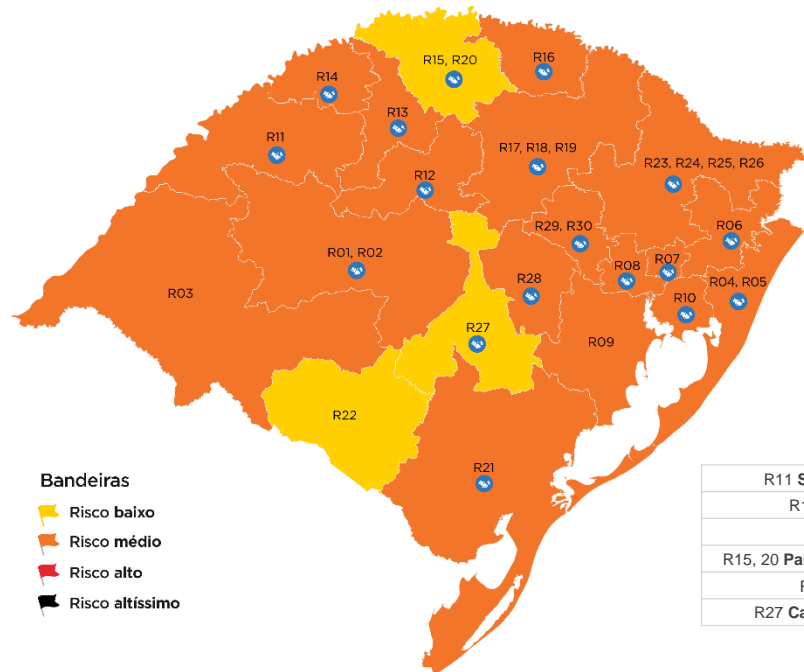 R15, R20
R16
R14
R13
R11
R17, R18, R19
R23, R24, R25, R26
R12
R29, R30
R06
R01, R02
R07
R08
R28
R04, R05
R03
R10
R27
R09
R22
R21
Bandeiras
Risco baixo
Risco médio
Risco alto
Risco altíssimo
R11
R15, 20
R27